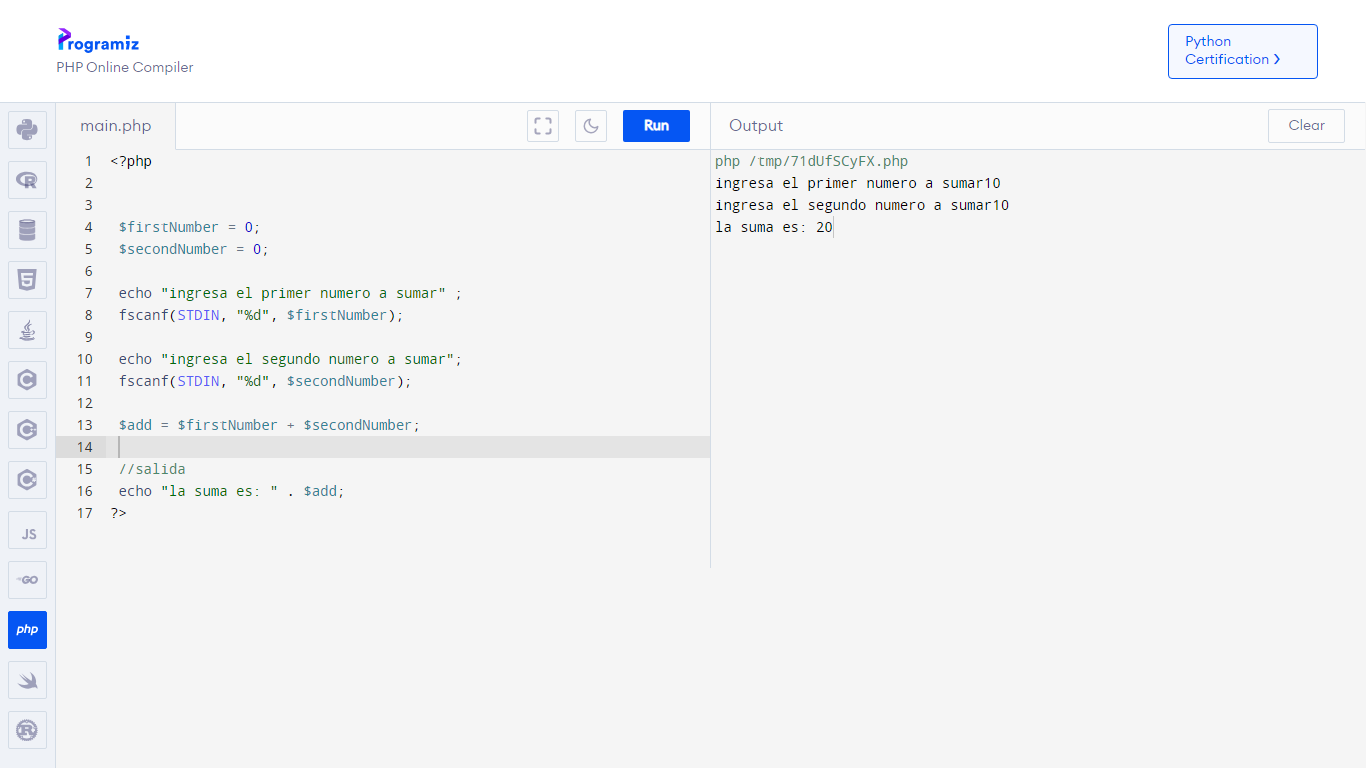 Programiz
PHP Online Compiler
Python
Certification
main.php
Run
Output
Clear
1 <?php
2
3
4 $firstNumber = 0;
5 $secondNumber = 0;
6
7 echo "ingresa el primer numero a sumar" ;
8 fscanf(STDIN, "%d", $firstNumber);
9
10 echo "ingresa el segundo numero a sumar";
11 fscanf(STDIN, "%d", $secondNumber);
12
13 $add = $firstNumber + $secondNumber;
14
15 //salida
16 echo "la suma es: " . $add;
17 ?>
php /tmp/71dUfSCyFX.php
ingresa el primer numero a sumar10
ingresa el segundo numero a sumar10
la suma es: 20
R
5
C
C
C
JS
GO
php
R